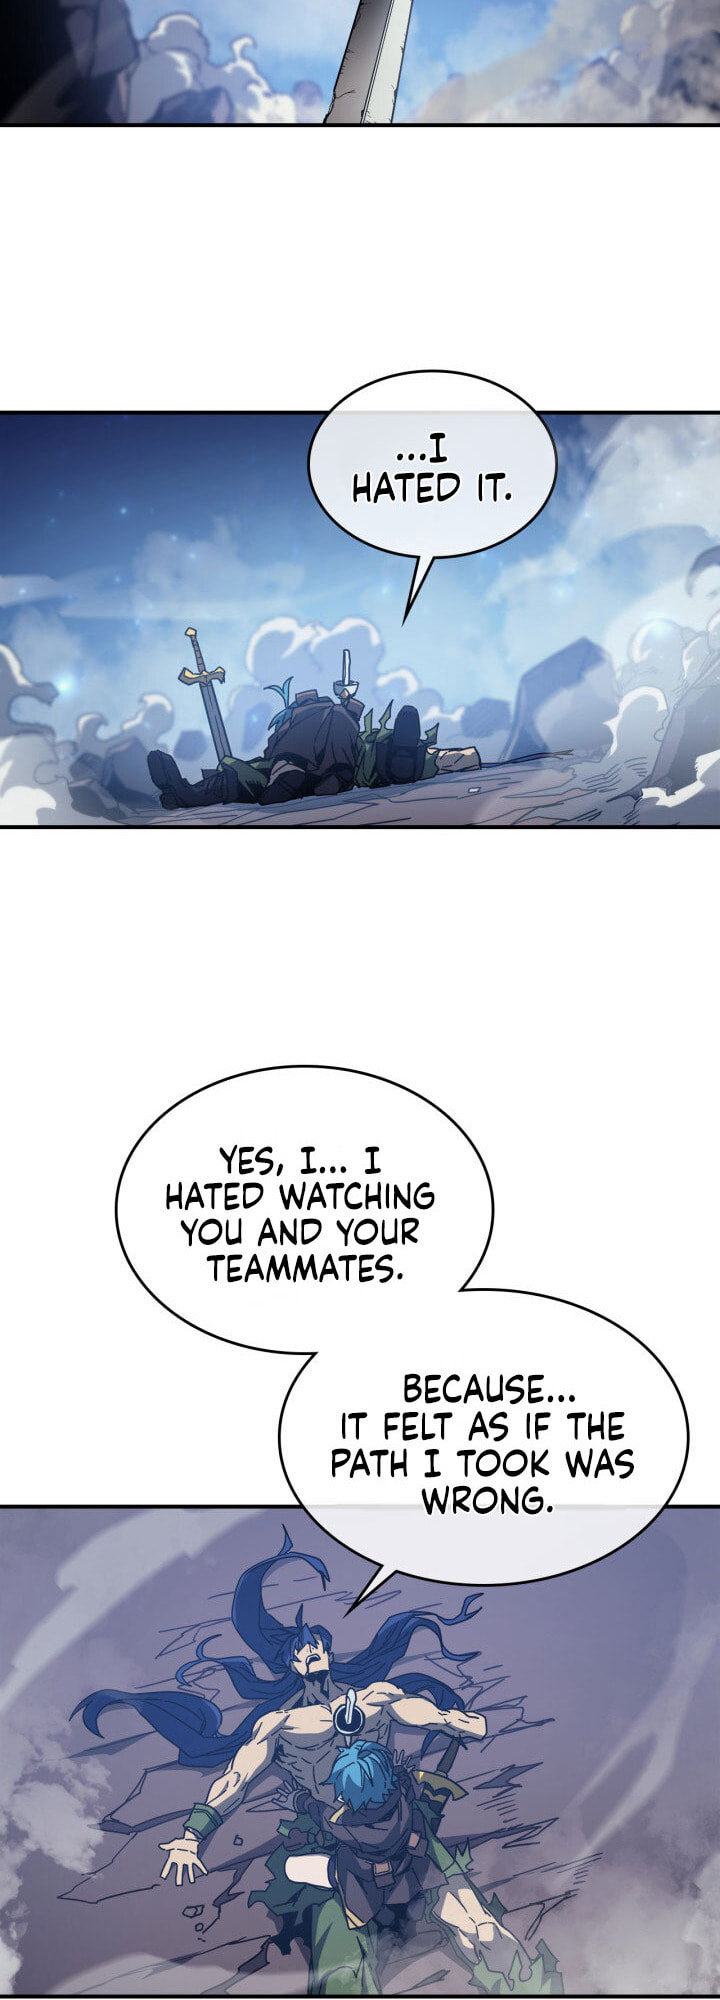 ...I
HATED IT.
YES, I... I
HATED WATCHING
YOU AND YOUR
TEAMMATES.
BECAUSE...
IT FELT AS IF THE
PATH I TOOK WAS
WRONG.